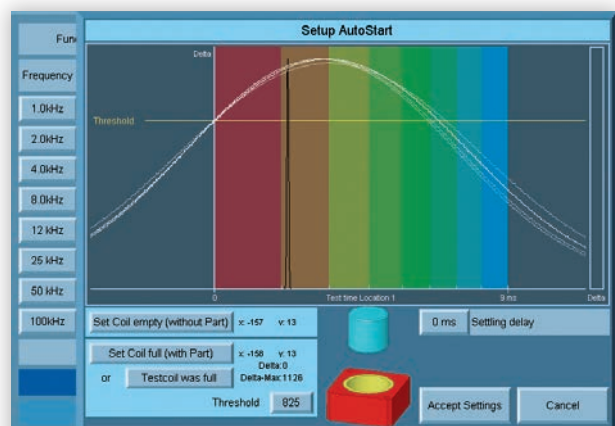 Setup AutoStart
Delta
Frequency
1.0kHz
2.0kHz
4.0kHz
8.0kHz
12 kHz
25 kHz
50 kHz
100kHz
Threshold
0 Test time Location 1 9 ms Delta
Set Coil empty (without Part) x: -157 y: 13
0 ms Settling delay
Set Coil full (with Part) x: -158 y: 13
Delta: 0
or Testcoil was full Delta-Max: 1126
Threshold 825
Accept Settings Cancel